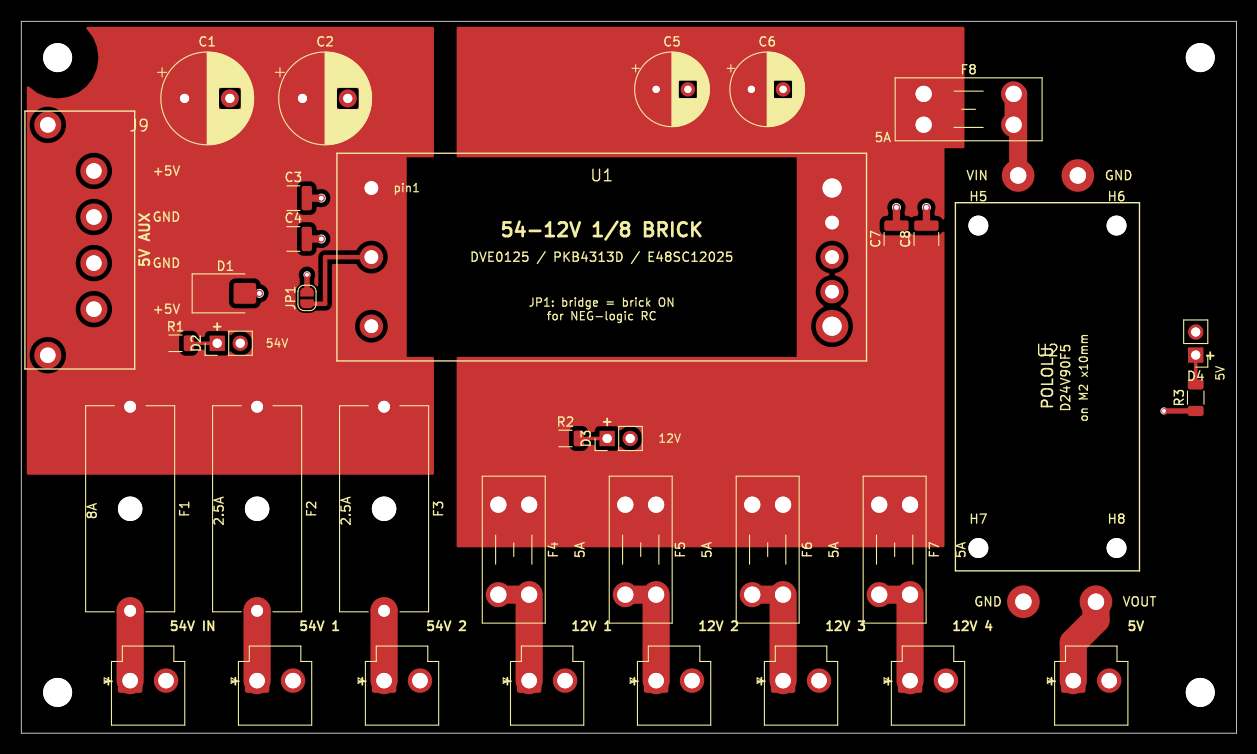 C1
C2
C5
C6
F8
J9
5A
+5V
VIN
GND
C3
pin1
U1
H5
H6
GND
5V AUX
C4
54-12V 1/8 BRICK
C7
C8
DVE0125 / PKB4313D / E48SC12025
GND
D1
JP1
JP1: bridge = brick ON
for NEG-logic RC
+5V
R1
+
D2
54V
POLOLU
D24V90F5
on M2 x10mm
+
D4
5V
R3
R2
+
D3
12V
8A
F1
2.5A
F2
2.5A
F3
H7
H8
F4
5A
F5
5A
F6
5A
F7
5A
GND
VOUT
54V IN
54V 1
54V 2
12V 1
12V 2
12V 3
12V 4
5V